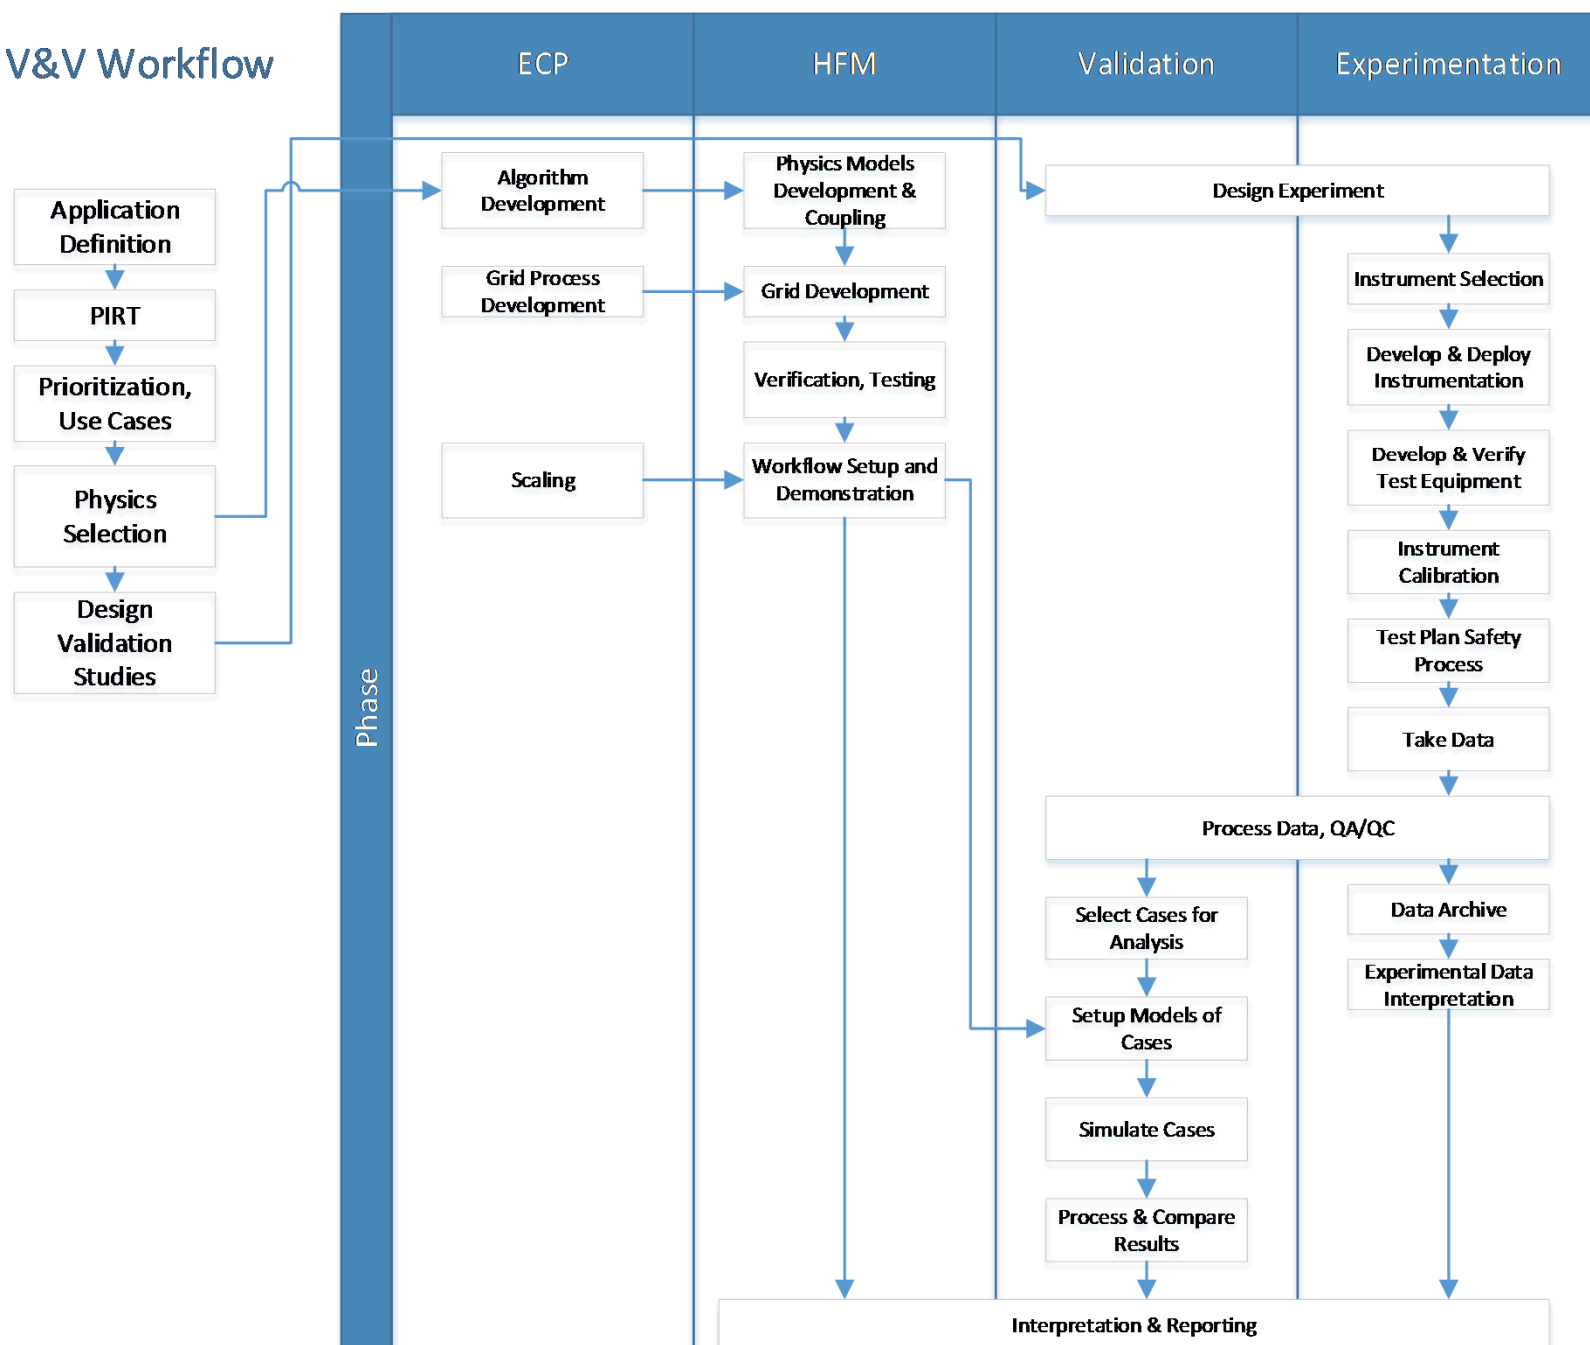 V&V Workflow
ECP
HFM
Validation
Experimentation
Phase
Application
Definition
PIRT
Prioritization,
Use Cases
Physics
Selection
Design
Validation
Studies
Algorithm
Development
Grid Process
Development
Scaling
Physics Models
Development &
Coupling
Grid Development
Verification, Testing
Workflow Setup and
Demonstration
Design Experiment
Instrument Selection
Develop & Deploy
Instrumentation
Develop & Verify
Test Equipment
Instrument
Calibration
Test Plan Safety
Process
Take Data
Process Data, QA/QC
Select Cases for
Analysis
Setup Models of
Cases
Simulate Cases
Process & Compare
Results
Data Archive
Experimental Data
Interpretation
Interpretation & Reporting